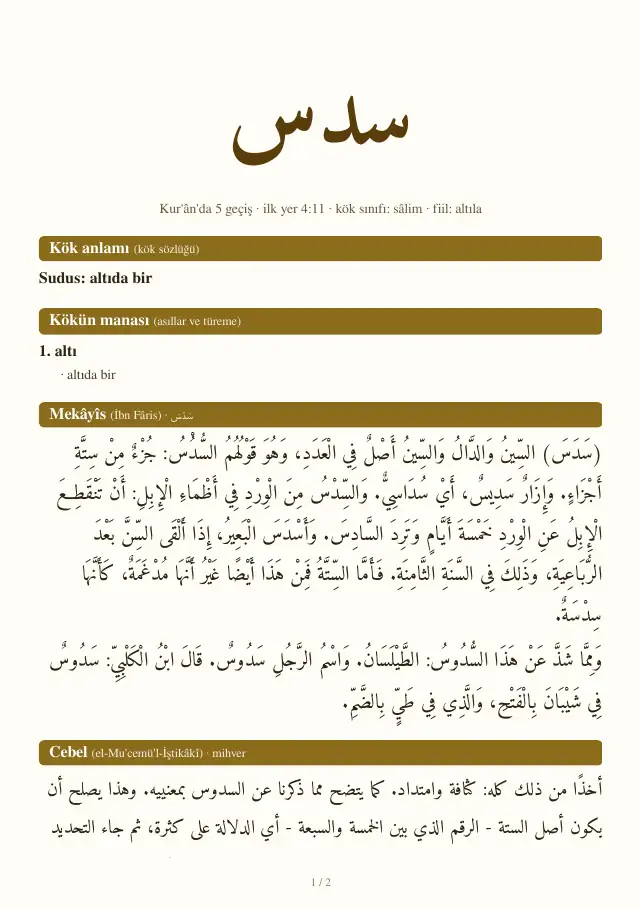 سدس
Kur'ân'da 5 geçiş · ilk yer 4:11 · kök sınıfı: sâlim · fiil: altıla
Kök anlamı (kök sözlüğü)
Sudus: altıda bir
Kökün manası (asıllar ve türeme)
1. altı
· altıda bir
Mekâyîs (İbn Fâris) · سَدَسَ
(سَدَسَ) السِّينُ وَالدَّالُ وَالسِّينُ أَصْلٌ فِي الْعَدَدِ، وَهُوَ قَوْلُهُمُ السُّدُسُ: جُزْءٌ مِنْ سِتَّةِ
أَجْزَاءٍ. وَإِزَارٌ سَدِيسٌ، أَيْ سُدَاسِيٌّ. وَالسِّدْسُ مِنَ الْوِرْدِ فِي أَظْمَاءِ الْإِبِلِ: أَنْ تَنْقَطِعَ
الْإِبِلُ عَنِ الْوِرْدِ خَمْسَةَ أَيَّامٍ وَتَرِدَ السَّادِسَ. وَأَسْدَسَ الْبَعِيرُ، إِذَا أَلْقَى السِّنَّ بَعْدَ
الرَّبَاعِيَةِ، وَذَلِكَ فِي السَّنَةِ الثَّامِنَةِ. فَأَمَّا السِّتَّةُ فَمِنْ هَذَا أَيْضًا غَيْرُ أَنَّهَا مُدْغَمَةٌ، كَأَنَّهَا
سِدْسَةٌ.
وَمِمَّا شَذَّ عَنْ هَذَا السُّدُوسُ: الطَّيْلَسَانُ. وَاسْمُ الرَّجُلِ سَدُوسٌ. قَالَ ابْنُ الْكَلْبِيِّ: سَدُوسٌ
فِي شَيْبَانَ بِالْفَتْحِ، وَالَّذِي فِي طَيِّ بِالضَّمِّ.
Cebel (el-Mu'cemü'l-İştikâkî) · mihver
أخذًا من ذلك كله: كثافة وامتداد. كما يتضح مما ذكرنا عن السدوس بمعنييه. وهذا يصلح أن
يكون أصل الستة - الرقم الذي بين الخمسة والسبعة - أي الدلالة على كثرة، ثم جاء التحديد
1 / 2